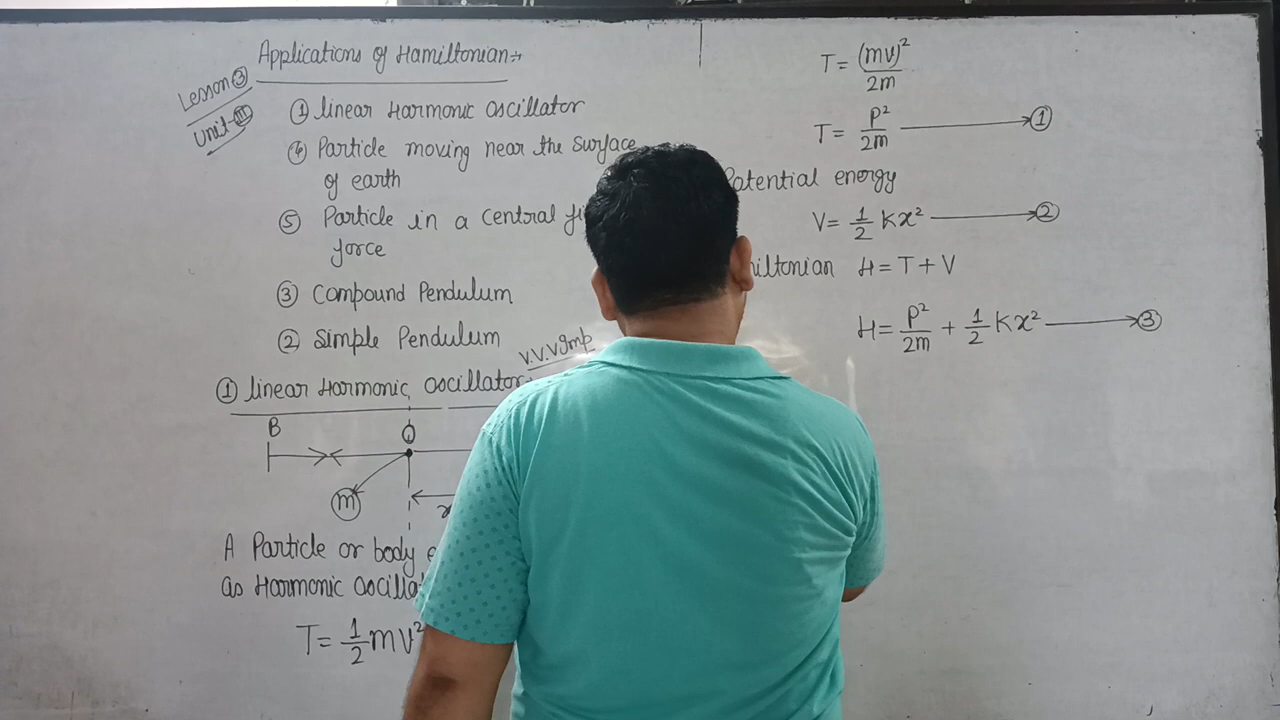 Applications of Hamiltonian:-
Lesson ③
Unit-III
① linear Harmonic oscillator
④ Particle moving near the surface
of earth
⑤ Particle in a central
force
③ Compound Pendulum
② Simple Pendulum
V.V.V Imp
① linear Harmonic oscillator
B O
m
x
A Particle or body
as Harmonic
T = 1/2 mv²
T = (mv)²/2m
T = P²/2m ⟶ ①
Potential energy
V = 1/2 Kx² ⟶ ②
H = T + V
H = P²/2m + 1/2 Kx² ⟶ ③